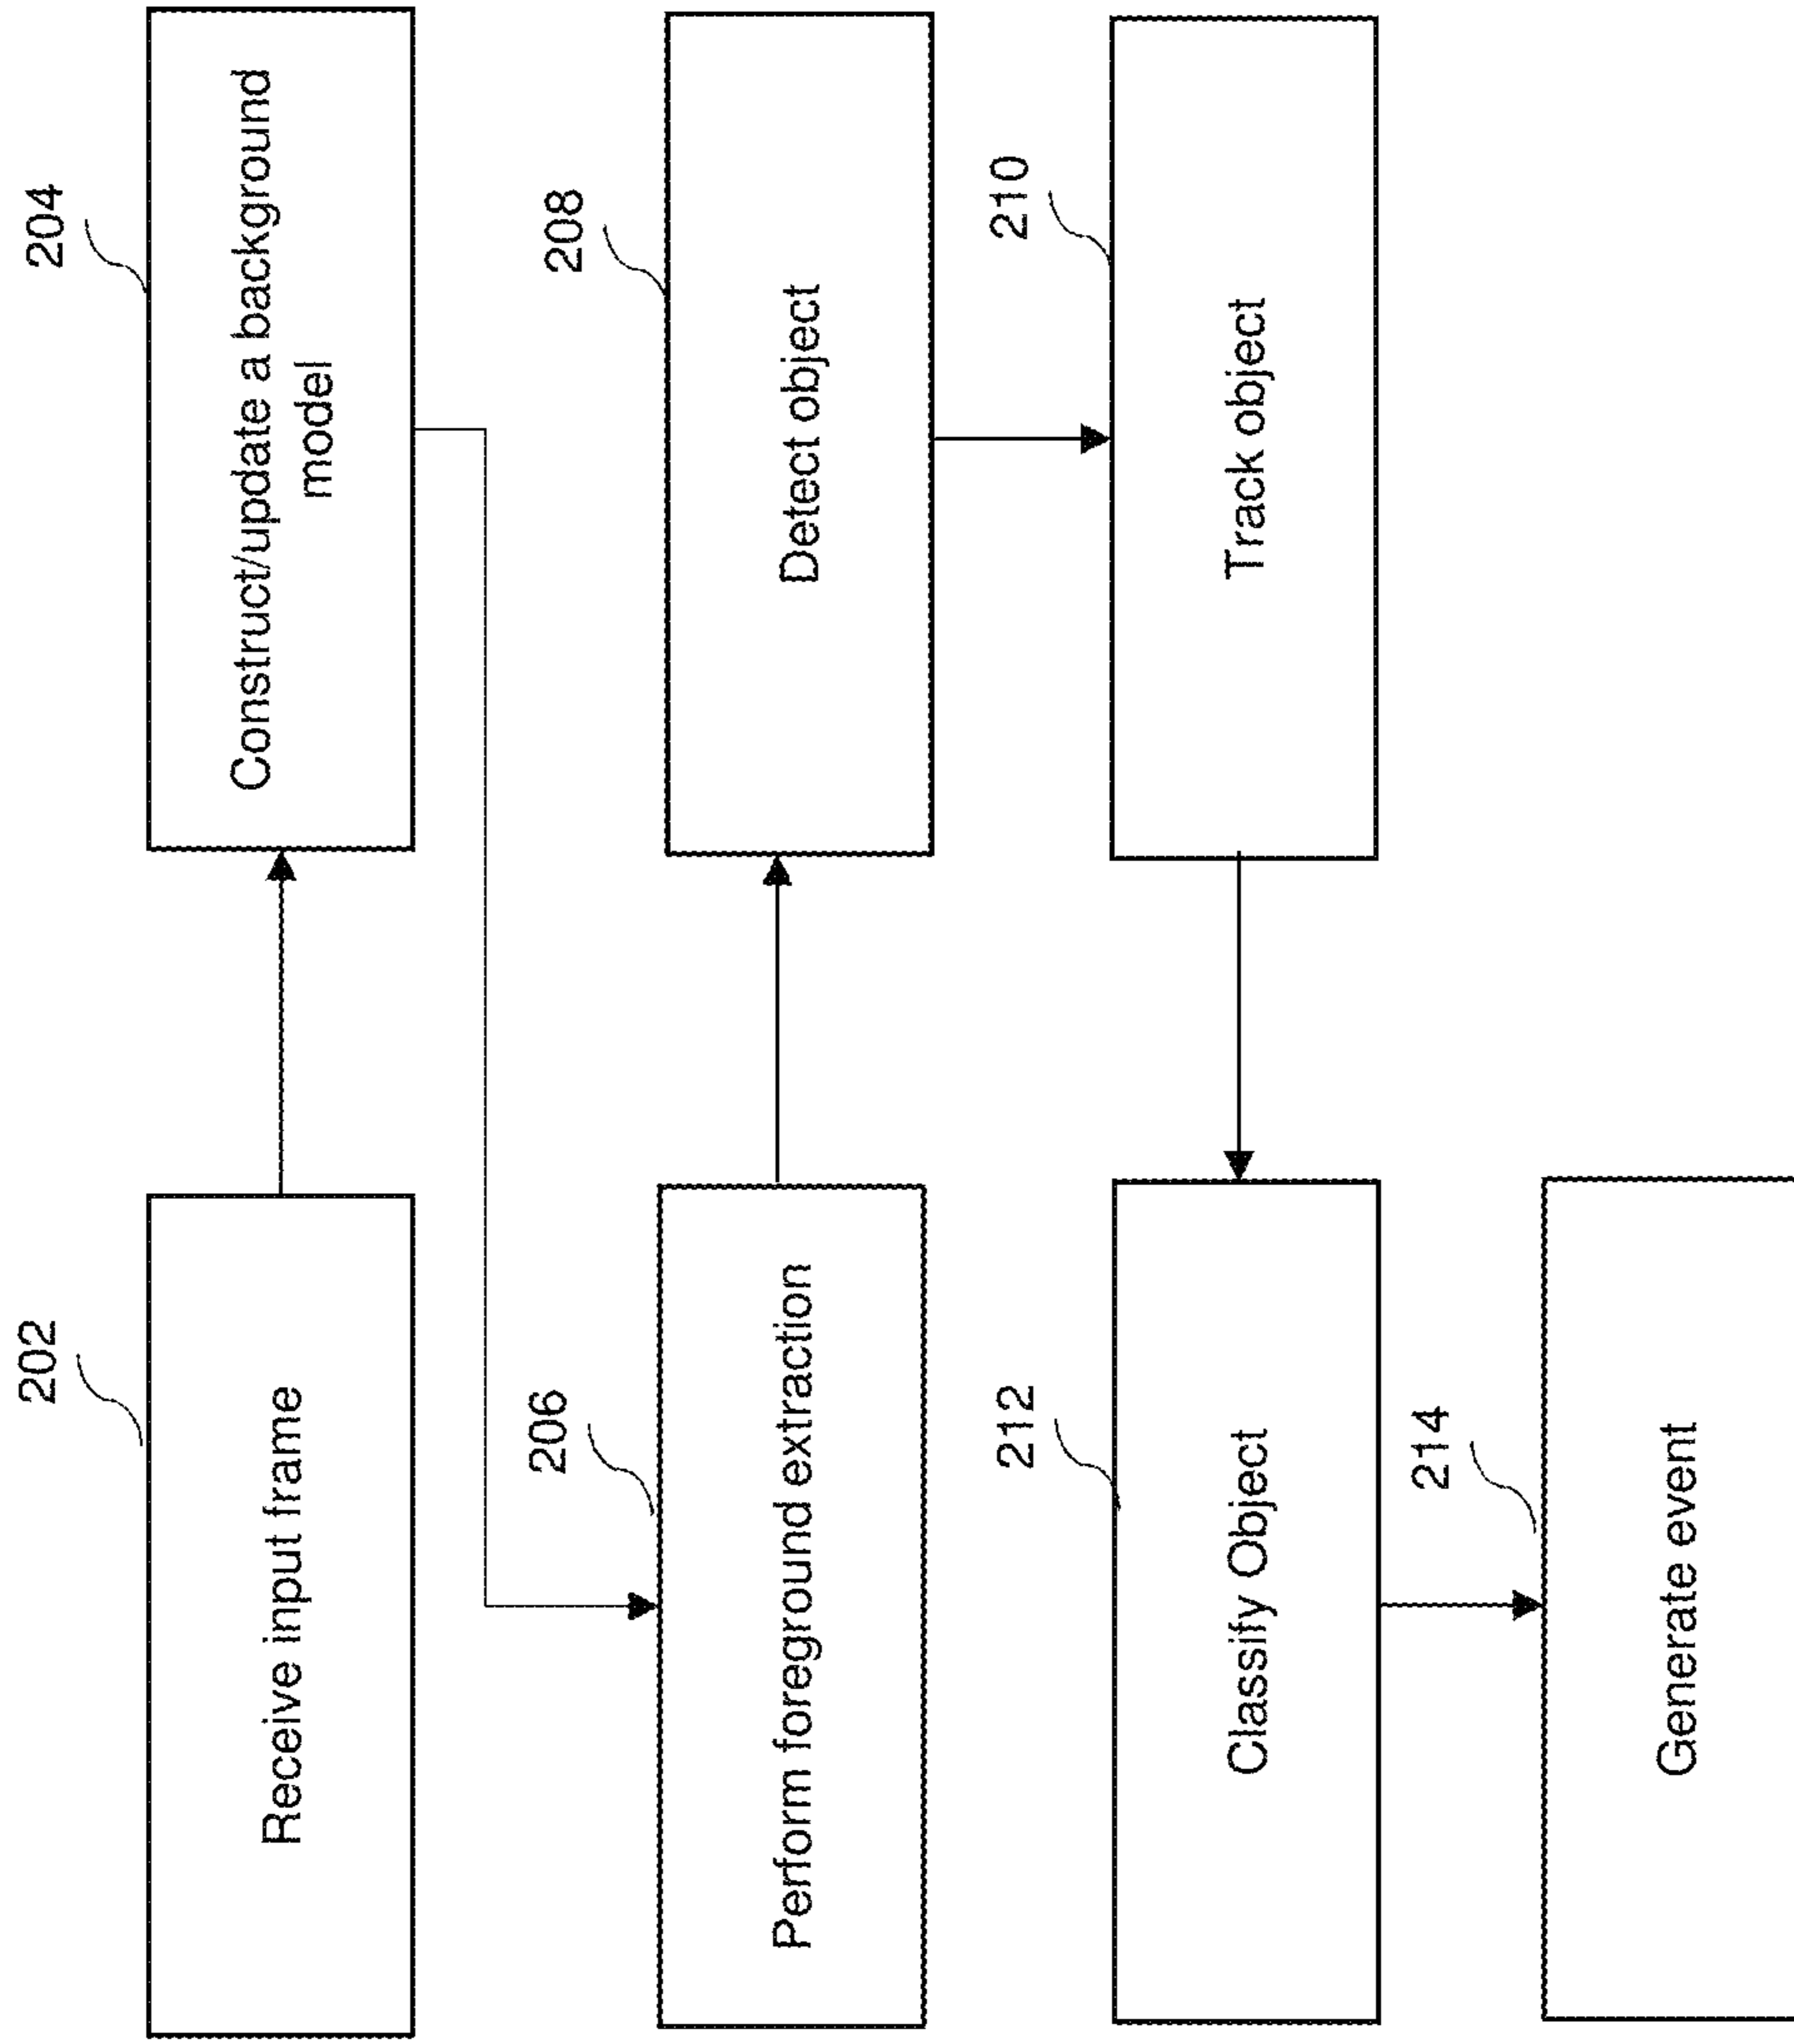 202
Receive input frame
204
Construct/update a background
model
206
Perform foreground extraction
208
Detect object
210
Track object
212
Classify Object
214
Generate event